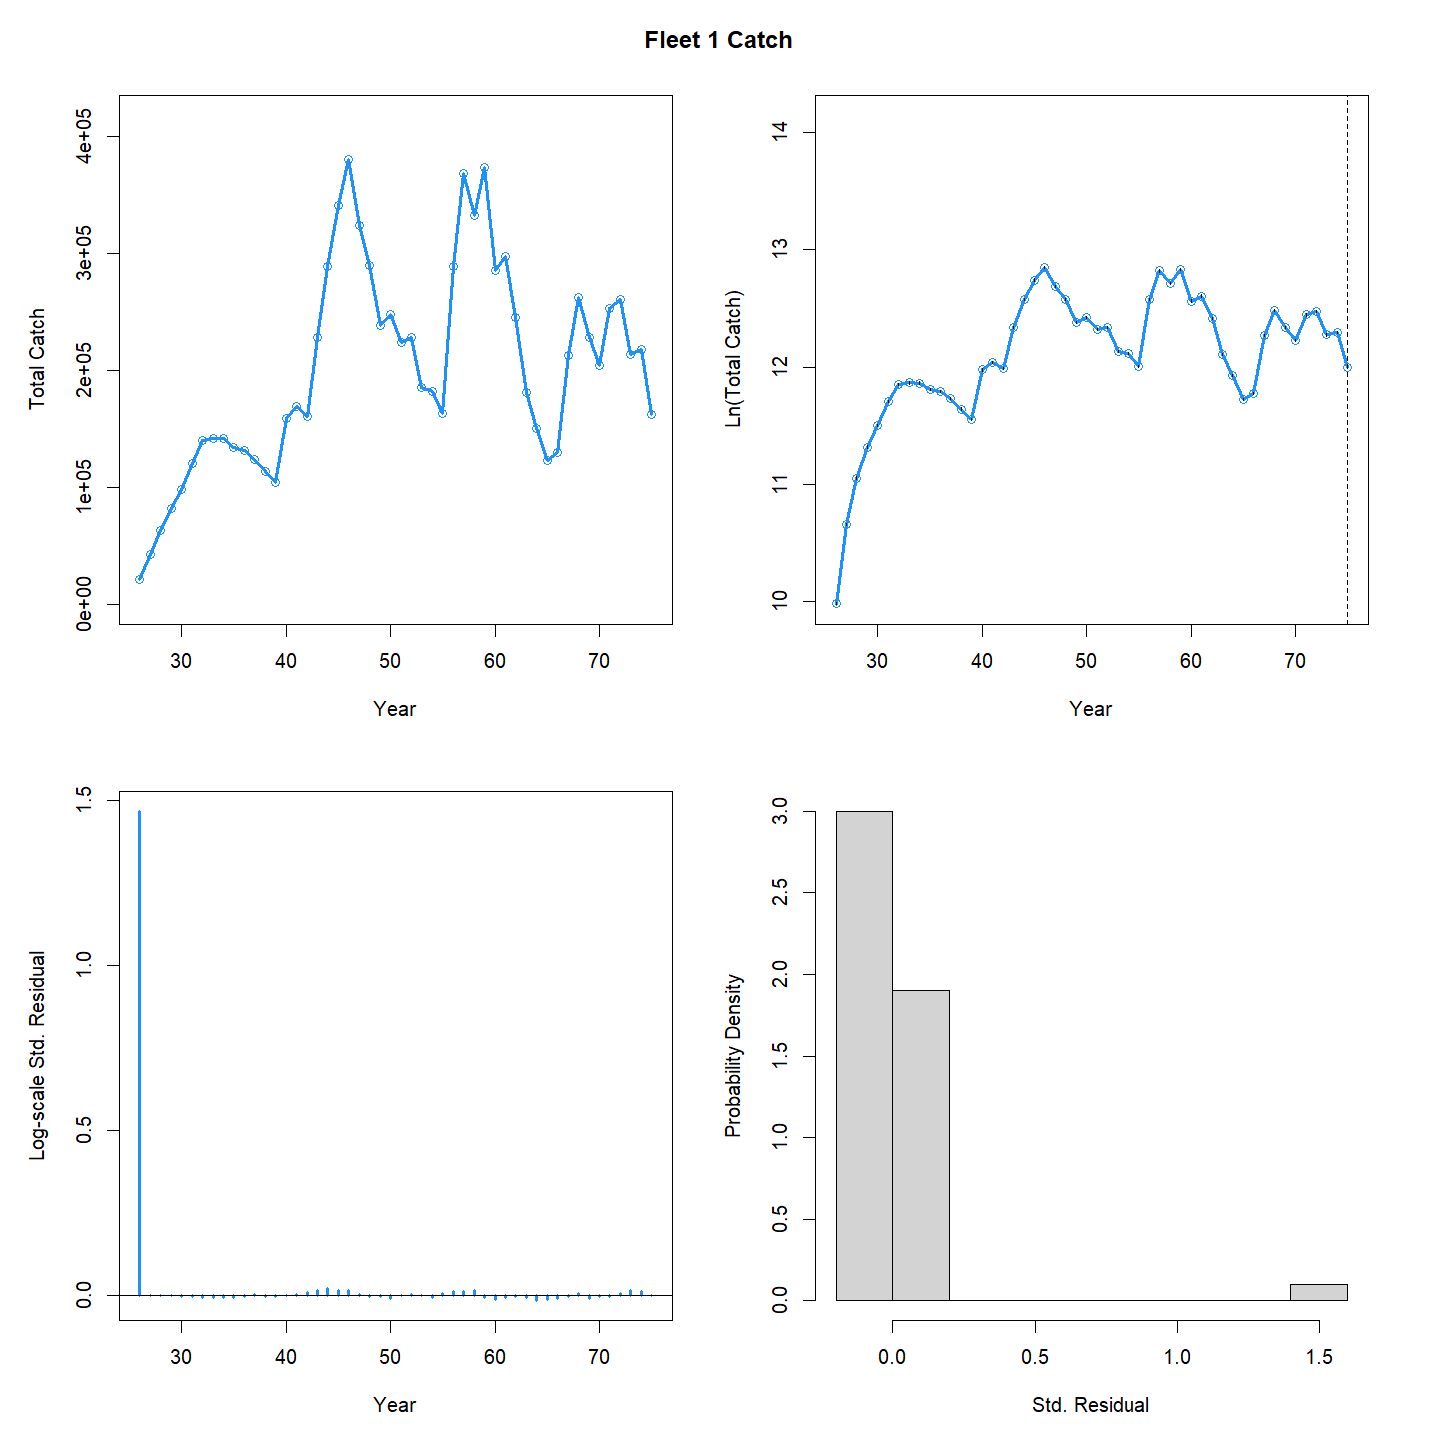 Fleet 1 Catch
Total Catch
0e+00 1e+05 2e+05 3e+05 4e+05
30 40 50 60 70
Year
Ln(Total Catch)
10 11 12 13 14
30 40 50 60 70
Year
Log-scale Std. Residual
0.0 0.5 1.0 1.5
30 40 50 60 70
Year
Probability Density
0.0 0.5 1.0 1.5 2.0 2.5 3.0
0.0 0.5 1.0 1.5
Std. Residual